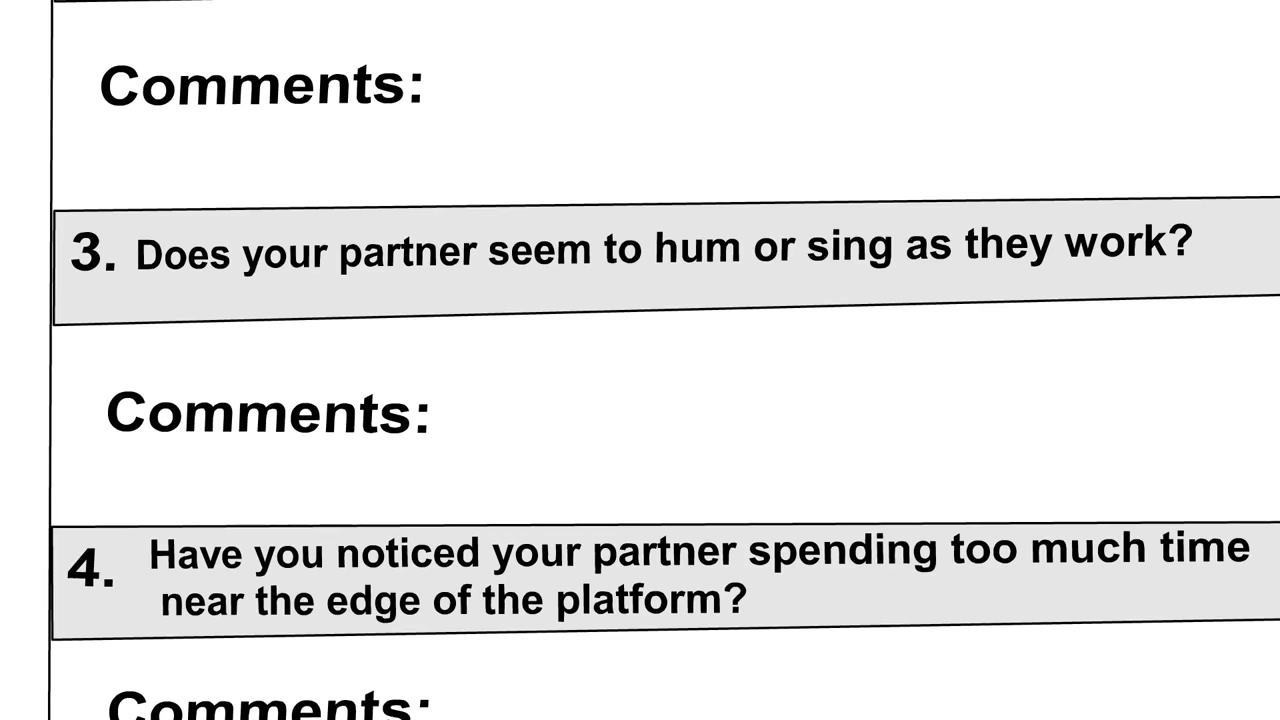 Comments:
3. Does your partner seem to hum or sing as they work?
Comments:
4. Have you noticed your partner spending too much time
near the edge of the platform?
Comments: